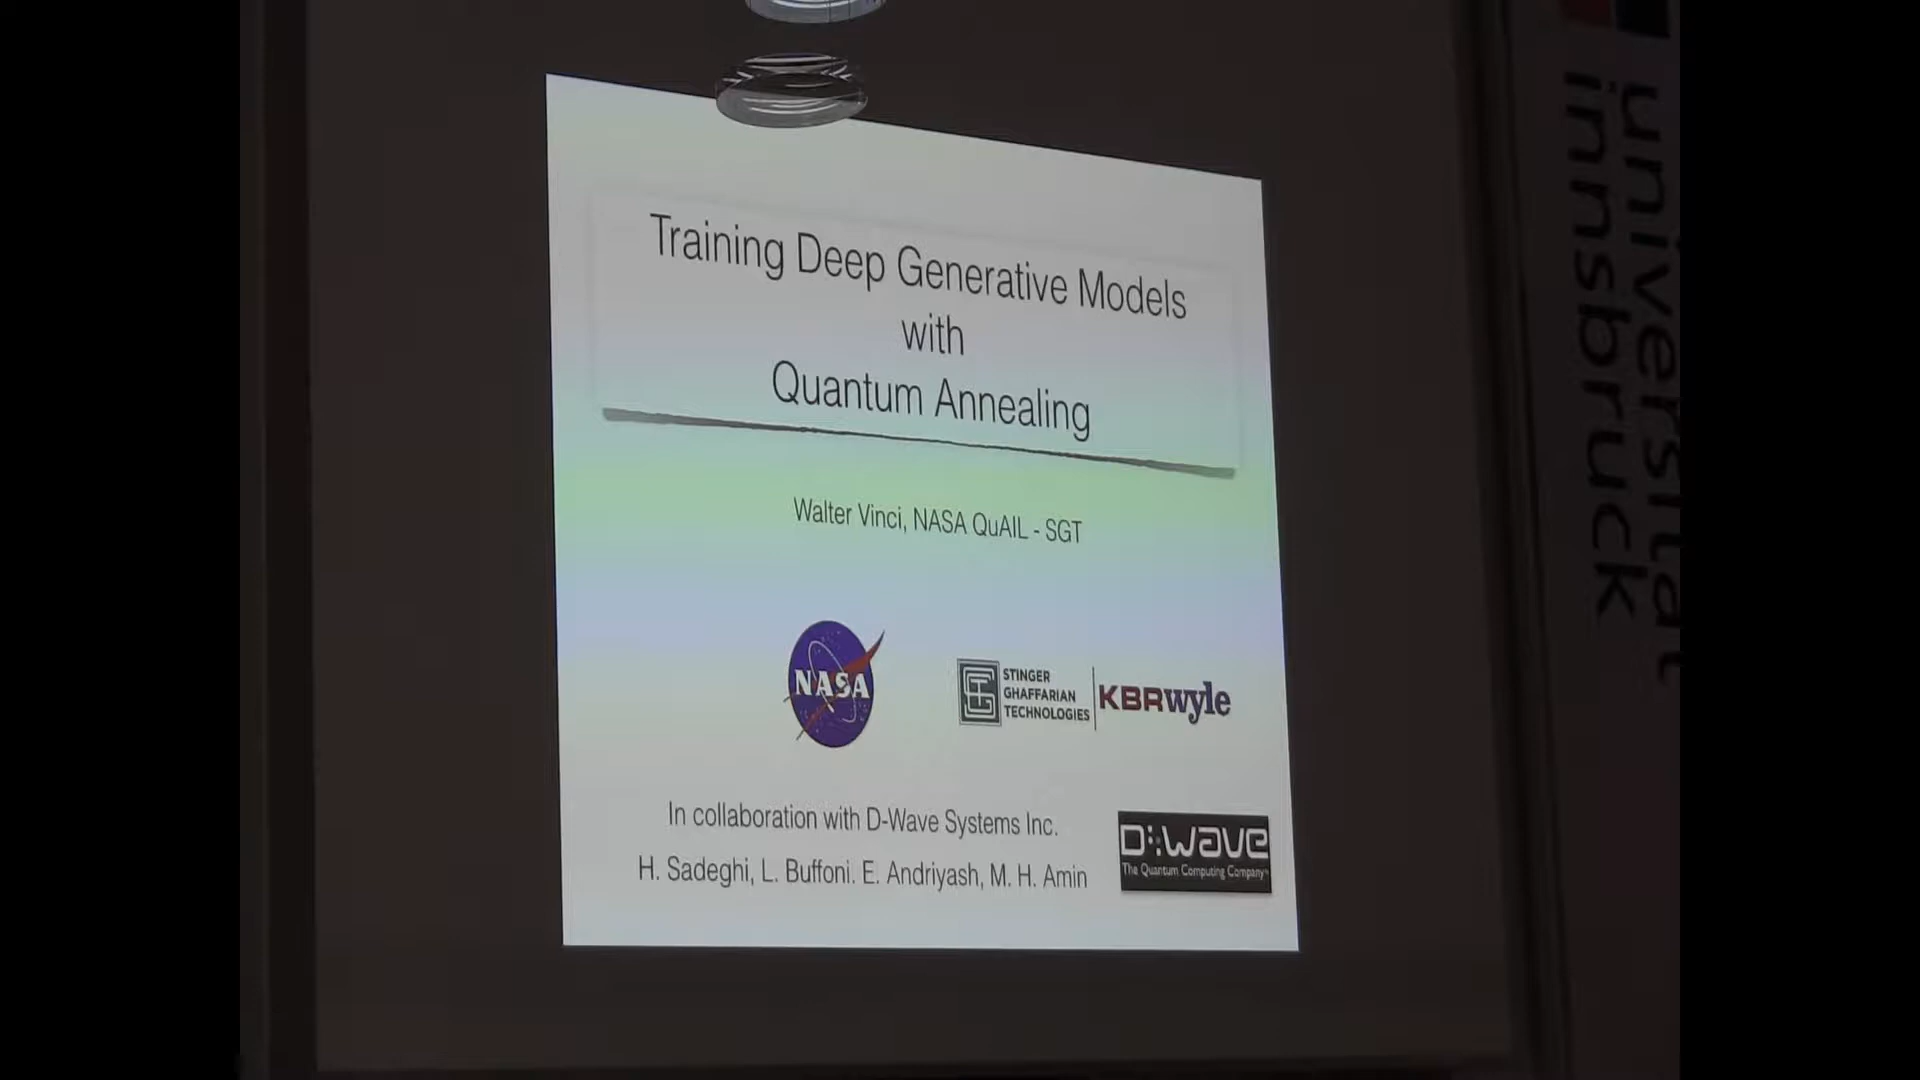 Training Deep Generative Models
with
Quantum Annealing
Walter Vinci, NASA QuAIL - SGT
NASA
STINGER
GHAFFARIAN
TECHNOLOGIES
KBRwyle
In collaboration with D-Wave Systems Inc.
H. Sadeghi, L. Buffoni. E. Andriyash, M. H. Amin
D:Wave
The Quantum Computing Company™
universität
innsbruck